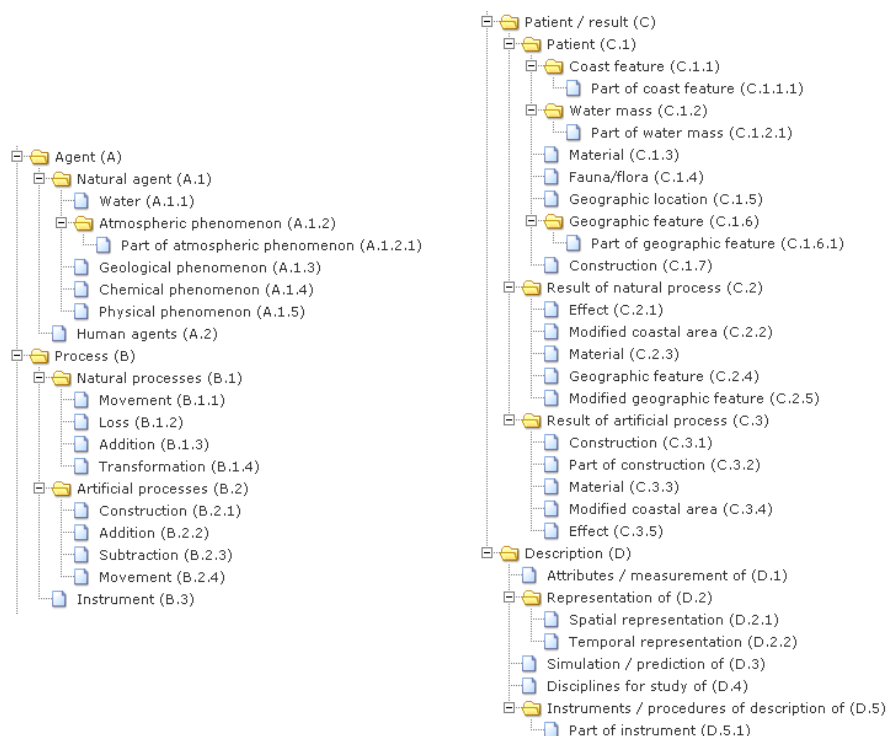 Agent (A)
Natural agent (A.1)
Water (A.1.1)
Atmospheric phenomenon (A.1.2)
Part of atmospheric phenomenon (A.1.2.1)
Geological phenomenon (A.1.3)
Chemical phenomenon (A.1.4)
Physical phenomenon (A.1.5)
Human agents (A.2)
Process (B)
Natural processes (B.1)
Movement (B.1.1)
Loss (B.1.2)
Addition (B.1.3)
Transformation (B.1.4)
Artificial processes (B.2)
Construction (B.2.1)
Addition (B.2.2)
Subtraction (B.2.3)
Movement (B.2.4)
Instrument (B.3)
Patient / result (C)
Patient (C.1)
Coast feature (C.1.1)
Part of coast feature (C.1.1.1)
Water mass (C.1.2)
Part of water mass (C.1.2.1)
Material (C.1.3)
Fauna/flora (C.1.4)
Geographic location (C.1.5)
Geographic feature (C.1.6)
Part of geographic feature (C.1.6.1)
Construction (C.1.7)
Result of natural process (C.2)
Effect (C.2.1)
Modified coastal area (C.2.2)
Material (C.2.3)
Geographic feature (C.2.4)
Modified geographic feature (C.2.5)
Result of artificial process (C.3)
Construction (C.3.1)
Part of construction (C.3.2)
Material (C.3.3)
Modified coastal area (C.3.4)
Effect (C.3.5)
Description (D)
Attributes / measurement of (D.1)
Representation of (D.2)
Spatial representation (D.2.1)
Temporal representation (D.2.2)
Simulation / prediction of (D.3)
Disciplines for study of (D.4)
Instruments / procedures of description of (D.5)
Part of instrument (D.5.1)